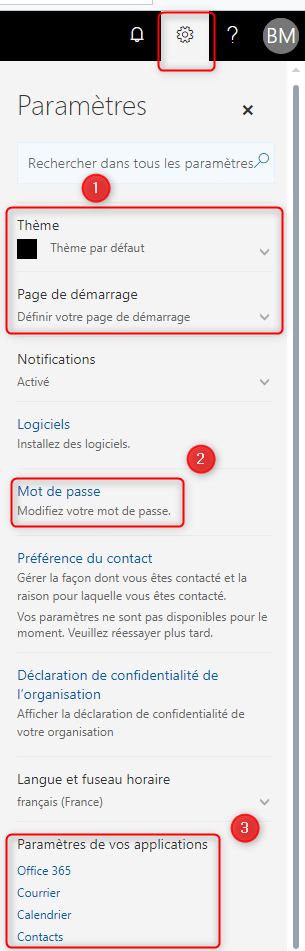 ? BM
Paramètres ×
Rechercher dans tous les paramètres
1
Thème
Thème par défaut
Page de démarrage
Définir votre page de démarrage
Notifications
Activé
Logiciels
Installez des logiciels.
2
Mot de passe
Modifiez votre mot de passe.
Préférence du contact
Gérer la façon dont vous êtes contacté et la
raison pour laquelle vous êtes contacté.
Vos paramètres ne sont pas disponibles pour le
moment. Veuillez réessayer plus tard.
Déclaration de confidentialité de
l'organisation
Afficher la déclaration de confidentialité de
votre organisation
Langue et fuseau horaire
français (France)
3
Paramètres de vos applications
Office 365
Courrier
Calendrier
Contacts